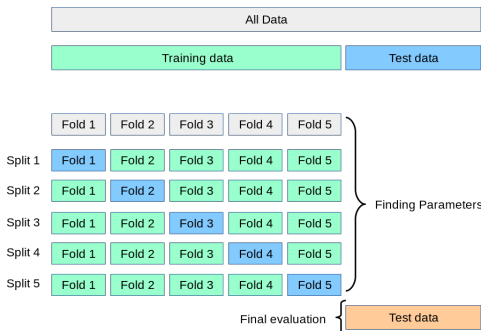 All Data
Training data Test data
Fold 1 Fold 2 Fold 3 Fold 4 Fold 5
Split 1 Fold 1 Fold 2 Fold 3 Fold 4 Fold 5
Split 2 Fold 1 Fold 2 Fold 3 Fold 4 Fold 5
Finding Parameters
Split 3 Fold 1 Fold 2 Fold 3 Fold 4 Fold 5
Split 4 Fold 1 Fold 2 Fold 3 Fold 4 Fold 5
Split 5 Fold 1 Fold 2 Fold 3 Fold 4 Fold 5
Final evaluation Test data